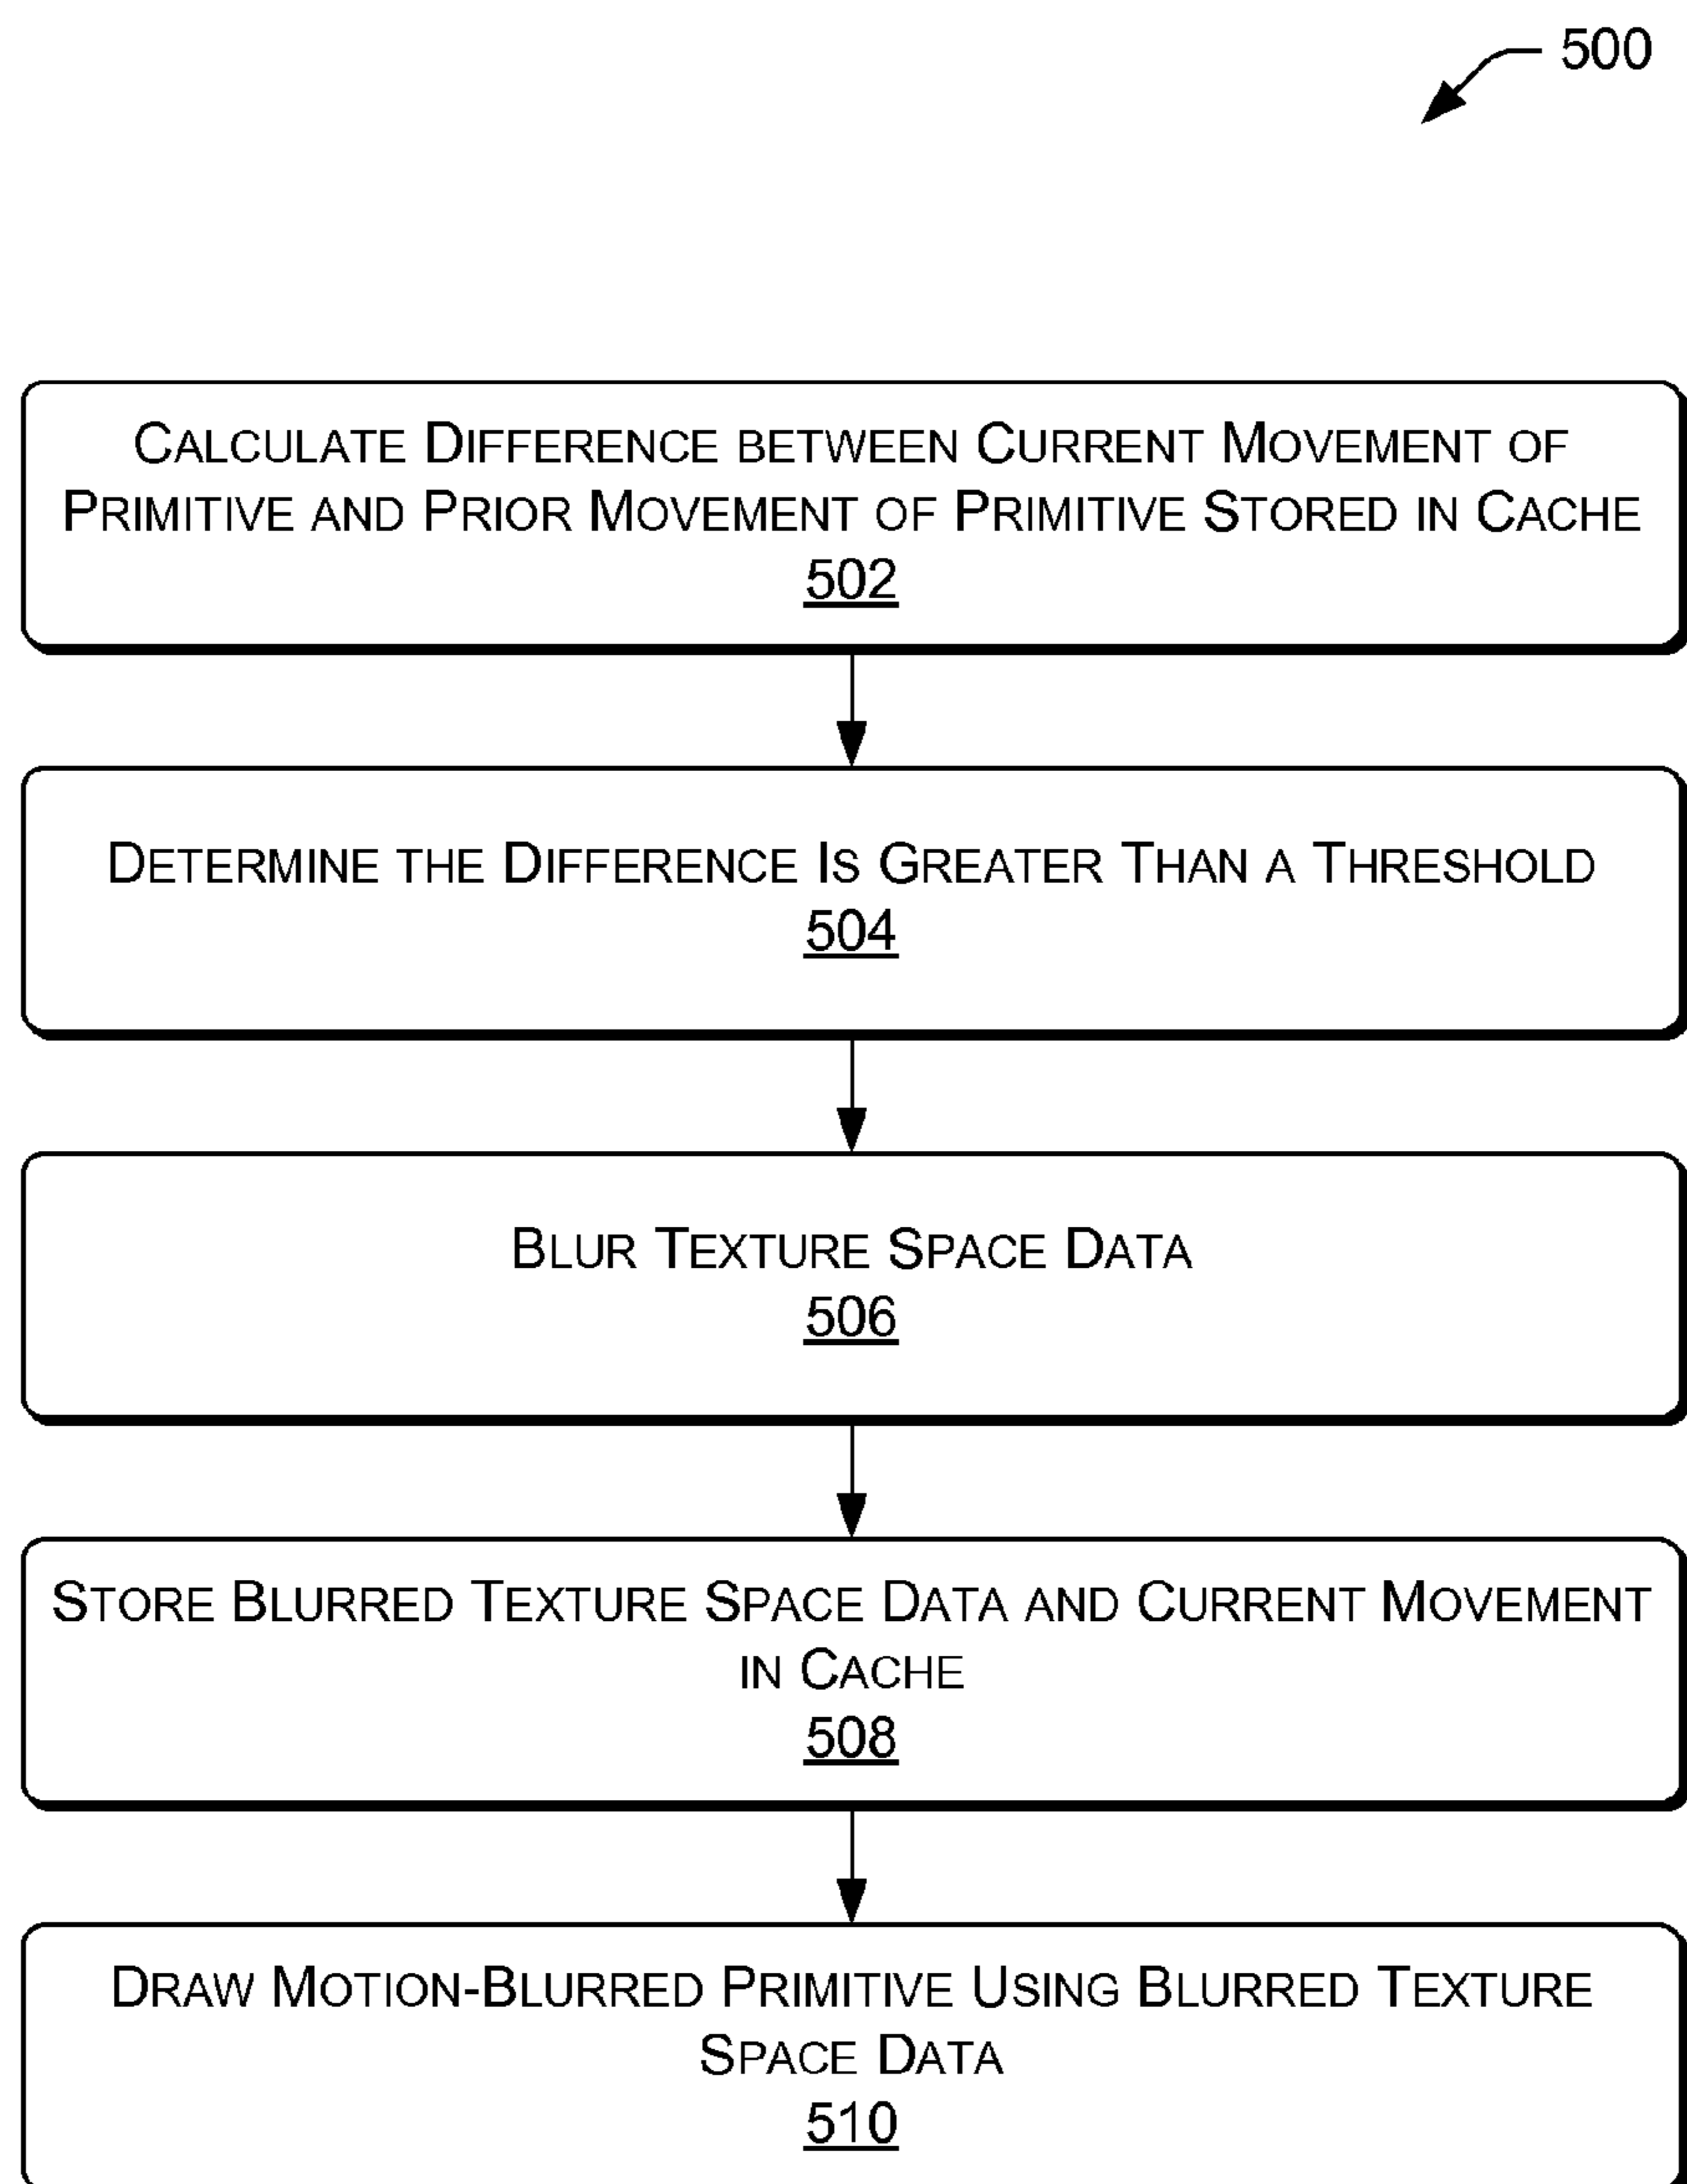 500
Calculate Difference between Current Movement of
Primitive and Prior Movement of Primitive Stored in Cache
502
Determine the Difference Is Greater Than a Threshold
504
Blur Texture Space Data
506
Store Blurred Texture Space Data and Current Movement
in Cache
508
Draw Motion-Blurred Primitive Using Blurred Texture
Space Data
510